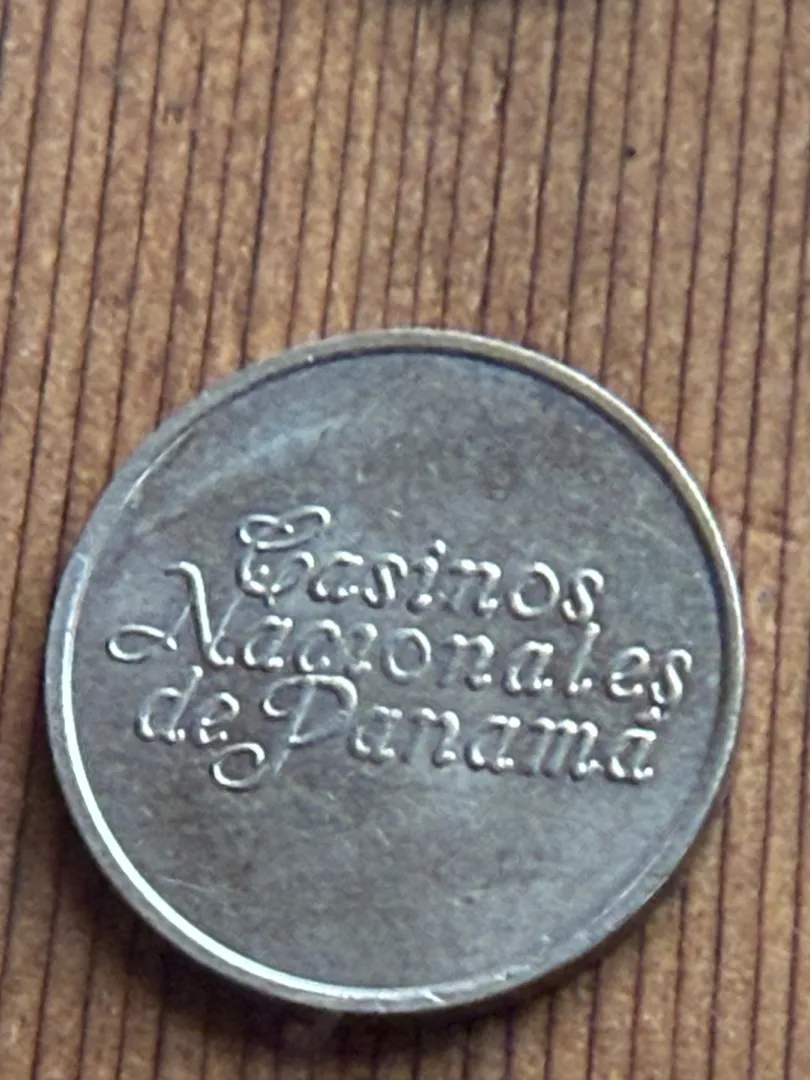 Casinos
Nacionales
de Panamá